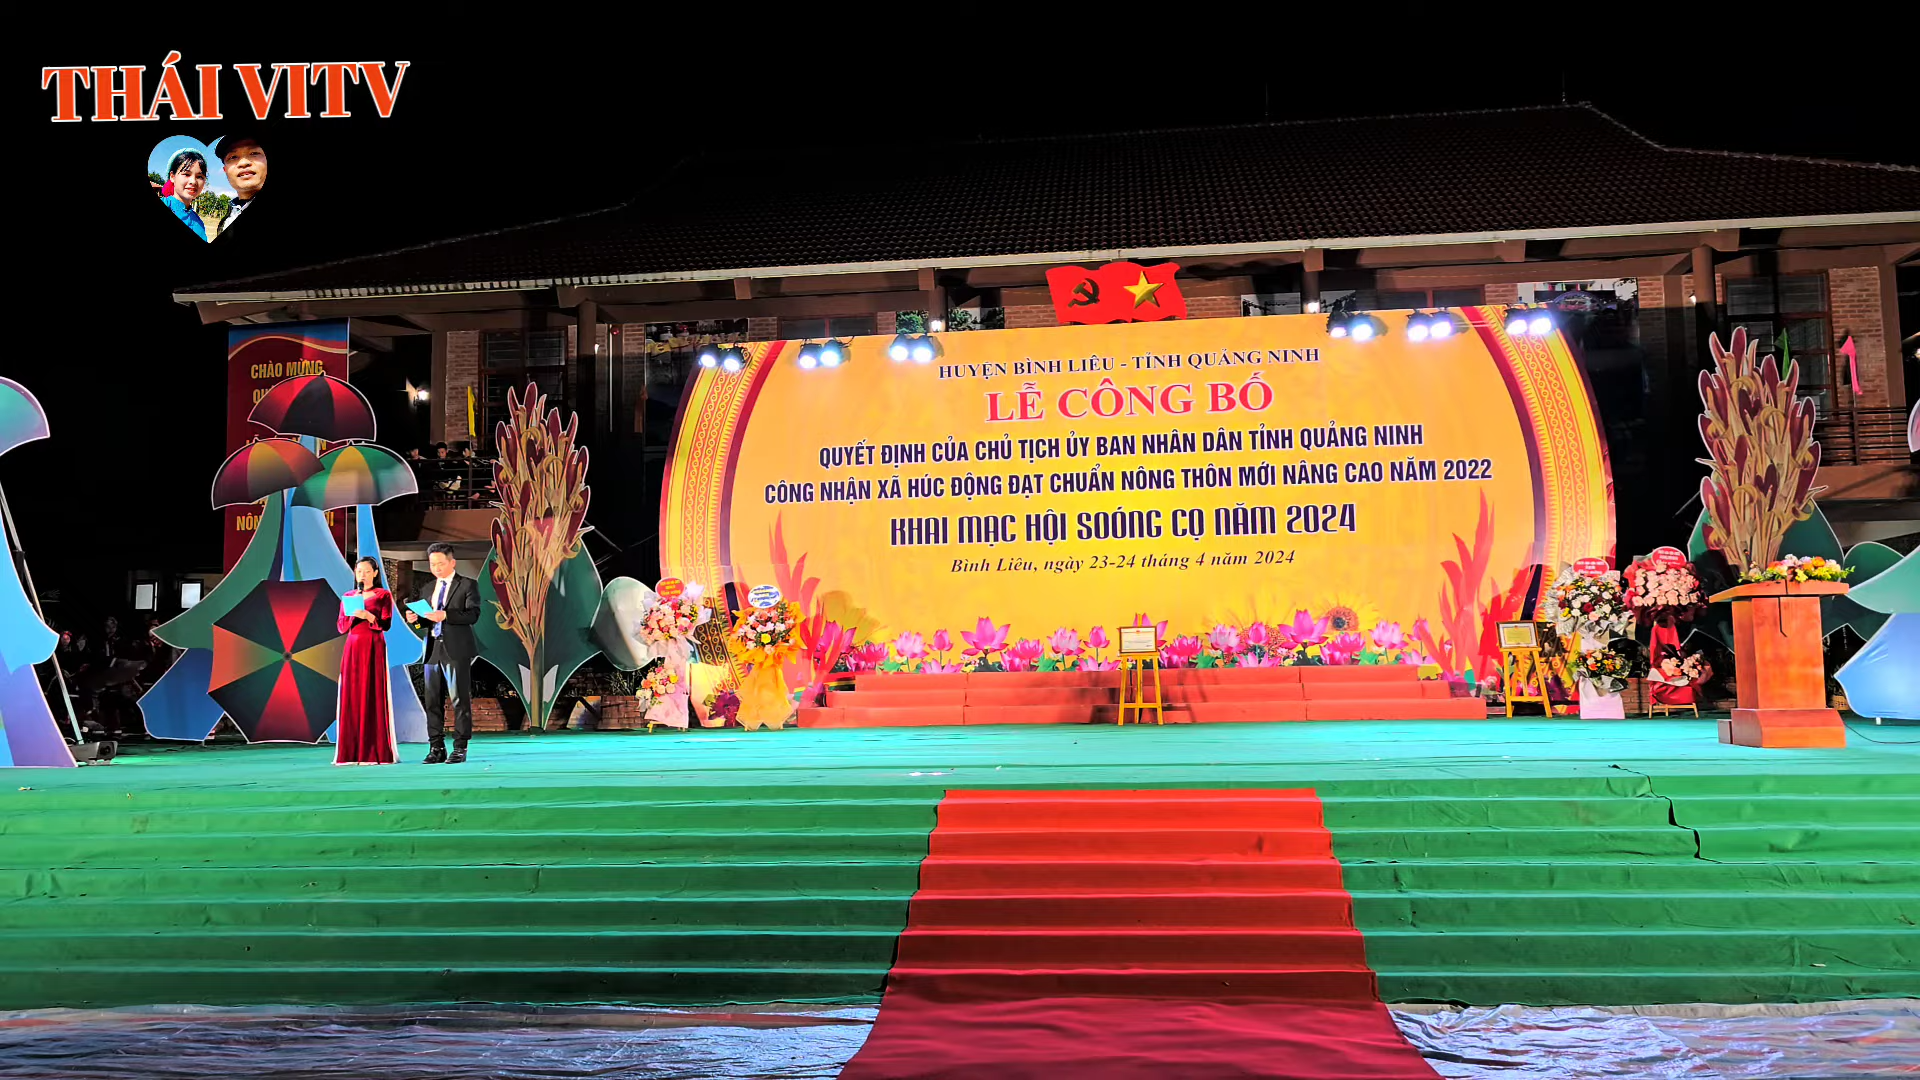 THÁI VITV
CHÀO MỪNG
HUYỆN BÌNH LIÊU - TỈNH QUẢNG NINH
LỄ CÔNG BỐ
QUYẾT ĐỊNH CỦA CHỦ TỊCH ỦY BAN NHÂN DÂN TỈNH QUẢNG NINH
CÔNG NHẬN XÃ HÚC ĐỘNG ĐẠT CHUẨN NÔNG THÔN MỚI NÂNG CAO NĂM 2022
KHAI MẠC HỘI SOÓNG CỌ NĂM 2024
Bình Liêu, ngày 23-24 tháng 4 năm 2024